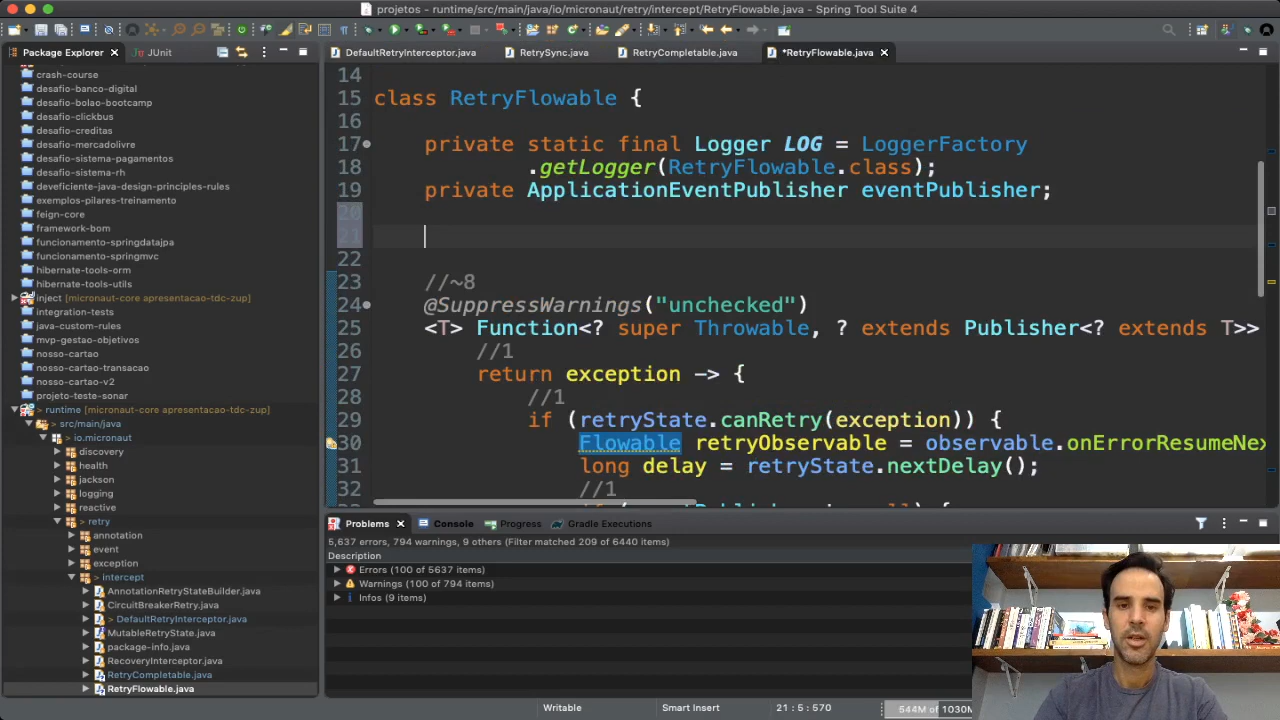 projetos - runtime/src/main/java/io/micronaut/retry/intercept/RetryFlowable.java - Spring Tool Suite 4
Package Explorer
JUnit
DefaultRetryInterceptor.java
RetrySync.java
RetryCompletable.java
*RetryFlowable.java
crash-course
desafio-banco-digital
desafio-bolao-bootcamp
desafio-clickbus
desafio-creditas
desafio-mercadolivre
desafio-sistema-pagamentos
desafio-sistema-rh
deveficiente-java-design-principles-rules
exemplos-pilares-treinamento
feign-core
framework-bom
funcionamento-springdatajpa
funcionamento-springmvc
hibernate-tools-orm
hibernate-tools-utils
inject [micronaut-core apresentacao-tdc-zup]
integration-tests
java-custom-rules
mvp-gestao-objetivos
nosso-cartao
nosso-cartao-transacao
nosso-cartao-v2
projeto-teste-sonar
> runtime [micronaut-core apresentacao-tdc-zup]
> src/main/java
> io.micronaut
discovery
health
jackson
logging
reactive
> retry
annotation
event
exception
> intercept
AnnotationRetryStateBuilder.java
CircuitBreakerRetry.java
> DefaultRetryInterceptor.java
MutableRetryState.java
package-info.java
RecoveryInterceptor.java
RetryCompletable.java
RetryFlowable.java
14
15 class RetryFlowable {
16
17 private static final Logger LOG = LoggerFactory
18 .getLogger(RetryFlowable.class);
19 private ApplicationEventPublisher eventPublisher;
20
21
22
23 //~8
24 @SuppressWarnings("unchecked")
25 <T> Function<? super Throwable, ? extends Publisher<? extends T>>
26 //1
27 return exception -> {
28 //1
29 if (retryState.canRetry(exception)) {
30 Flowable retryObservable = observable.onErrorResumeNex
31 long delay = retryState.nextDelay();
32 //1
Problems
Console
Progress
Gradle Executions
5,637 errors, 794 warnings, 9 others (Filter matched 209 of 6440 items)
Description
Errors (100 of 5637 items)
Warnings (100 of 794 items)
Infos (9 items)
Writable
Smart Insert
21 : 5 : 570
544M of 1030M